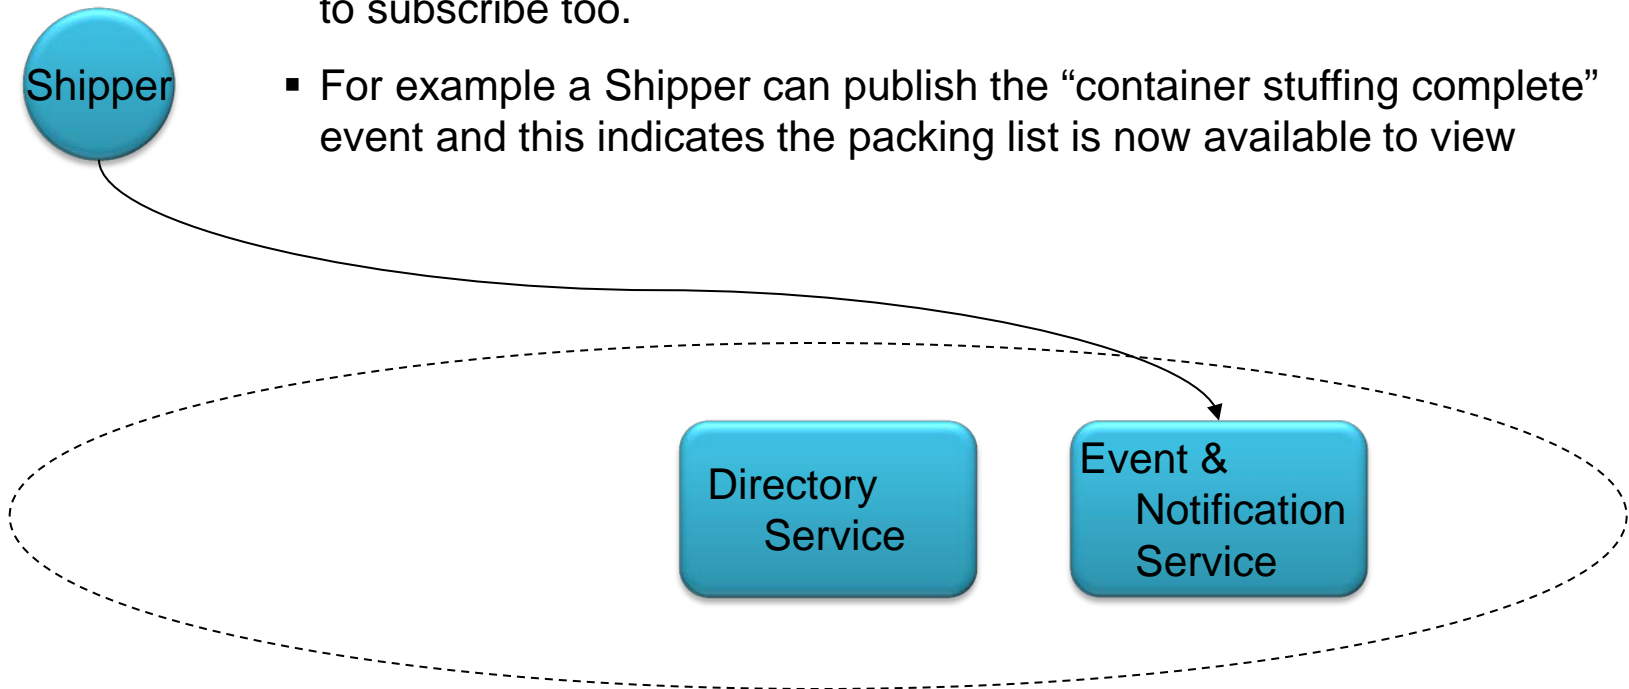 to subscribe too.
Shipper
▪ For example a Shipper can publish the “container stuffing complete”
event and this indicates the packing list is now available to view
Directory
Service
Event &
Notification
Service